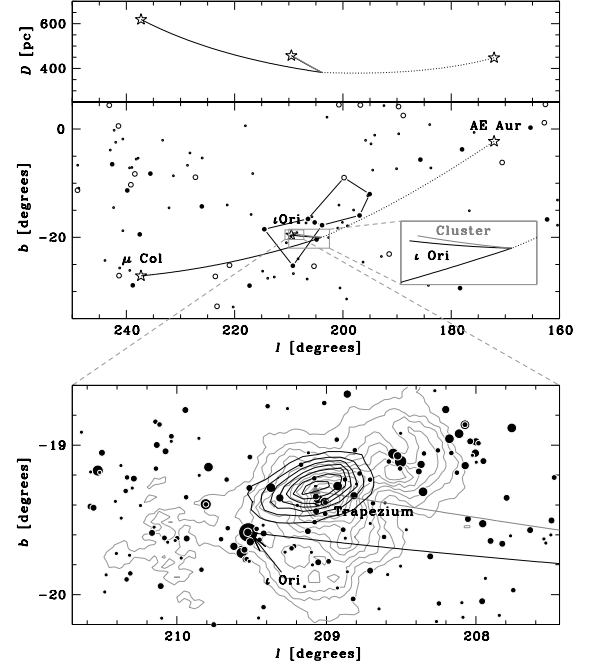 600
400
D [pc]
0
AE Aur
ιOri
Cluster
−20
ι Ori
μ Col
b [degrees]
240 220 200 180 160
l [degrees]
−19
Trapezium
b [degrees]
ι Ori
−20
210 209 208
l [degrees]